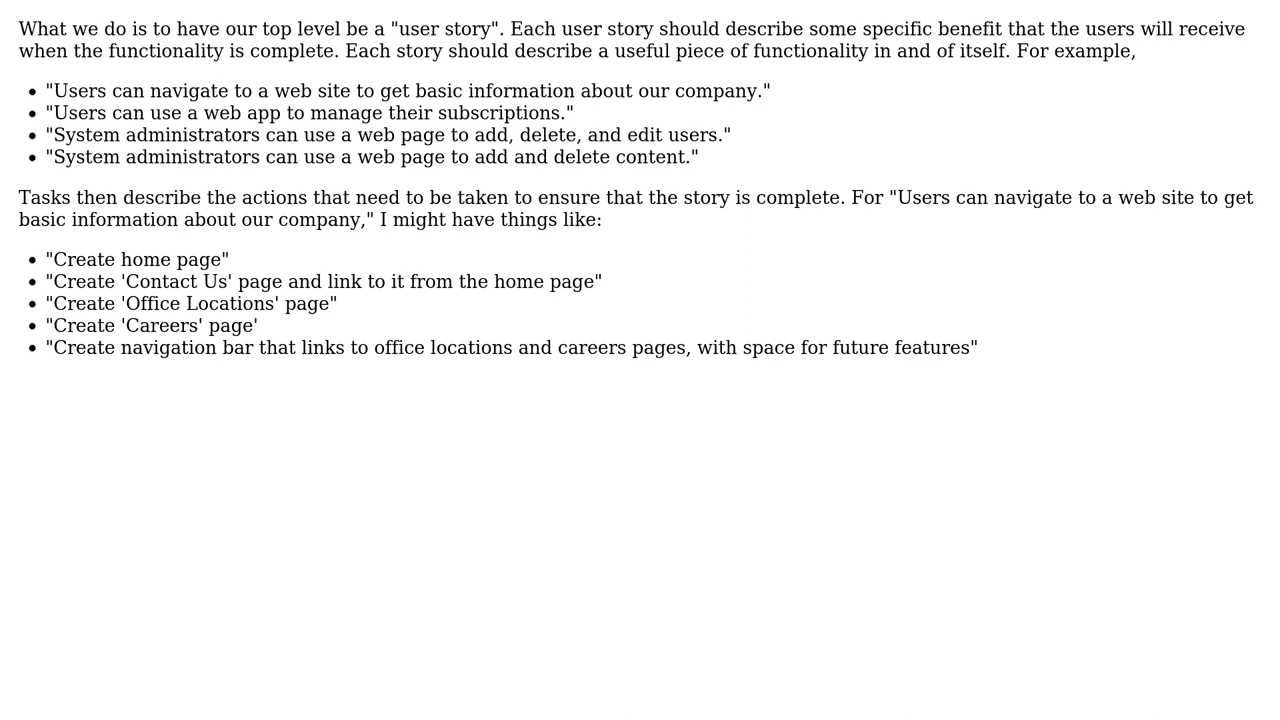 What we do is to have our top level be a "user story". Each user story should describe some specific benefit that the users will receive
when the functionality is complete. Each story should describe a useful piece of functionality in and of itself. For example,
• "Users can navigate to a web site to get basic information about our company."
• "Users can use a web app to manage their subscriptions."
• "System administrators can use a web page to add, delete, and edit users."
• "System administrators can use a web page to add and delete content."
Tasks then describe the actions that need to be taken to ensure that the story is complete. For "Users can navigate to a web site to get
basic information about our company," I might have things like:
• "Create home page"
• "Create 'Contact Us' page and link to it from the home page"
• "Create 'Office Locations' page"
• "Create 'Careers' page'
• "Create navigation bar that links to office locations and careers pages, with space for future features"